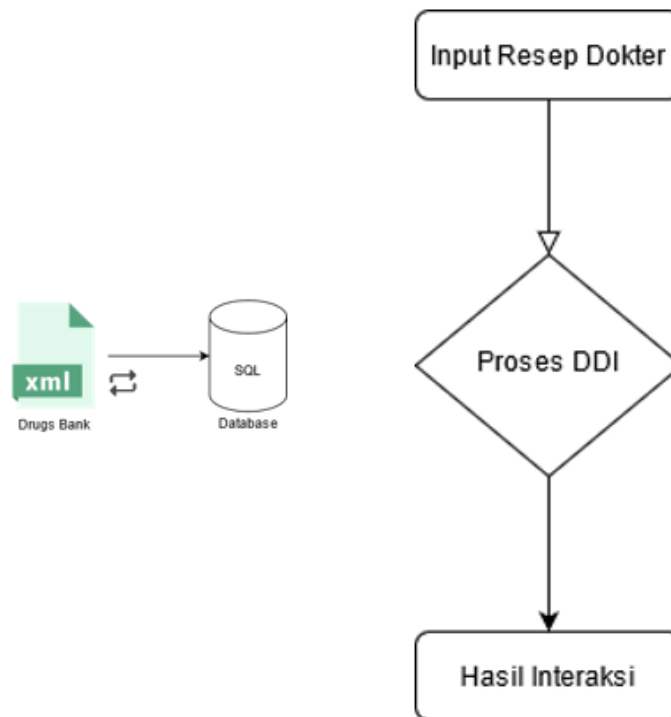 Input Resep Dokter
Proses DDI
xml
SQL
Drugs Bank
Database
Hasil Interaksi